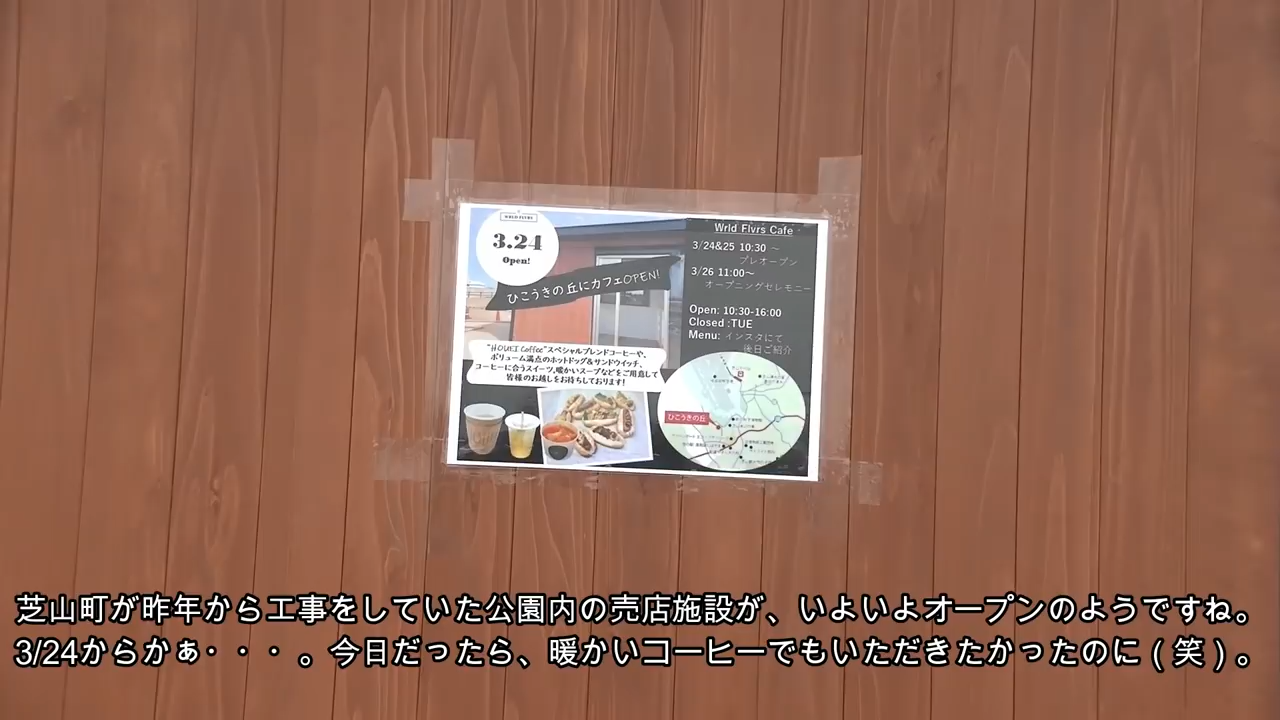 WRLD FLVRS
3.24
Open!
ひこうきの丘にカフェOPEN!
"HOUEI Coffee"スペシャルブレンドコーヒーや、
ボリューム満点のホットドッグ&サンドウイッチ、
コーヒーに合うスイーツ、暖かいスープなどをご用意して
皆様のお越しをお待ちしております!
Wrld Flvrs Cafe
3/24&25 10:30 〜
プレオープン
3/26 11:00〜
オープニングセレモニー
Open: 10:30-16:00
Closed :TUE
Menu: インスタにて
後日ご紹介
ひこうきの丘
芝山町が昨年から工事をしていた公園内の売店施設が、いよいよオープンのようですね。
3/24からかぁ・・・。今日だったら、暖かいコーヒーでもいただきたかったのに(笑)。